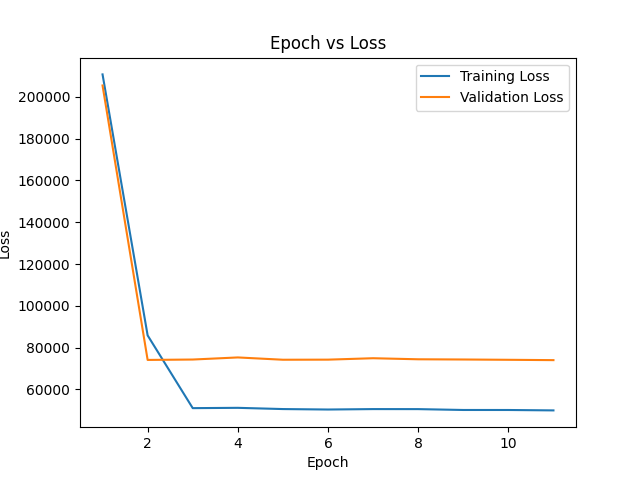 Epoch vs Loss
Training Loss
Validation Loss
200000
180000
160000
140000
120000
100000
80000
60000
Loss
2
4
6
8
10
Epoch